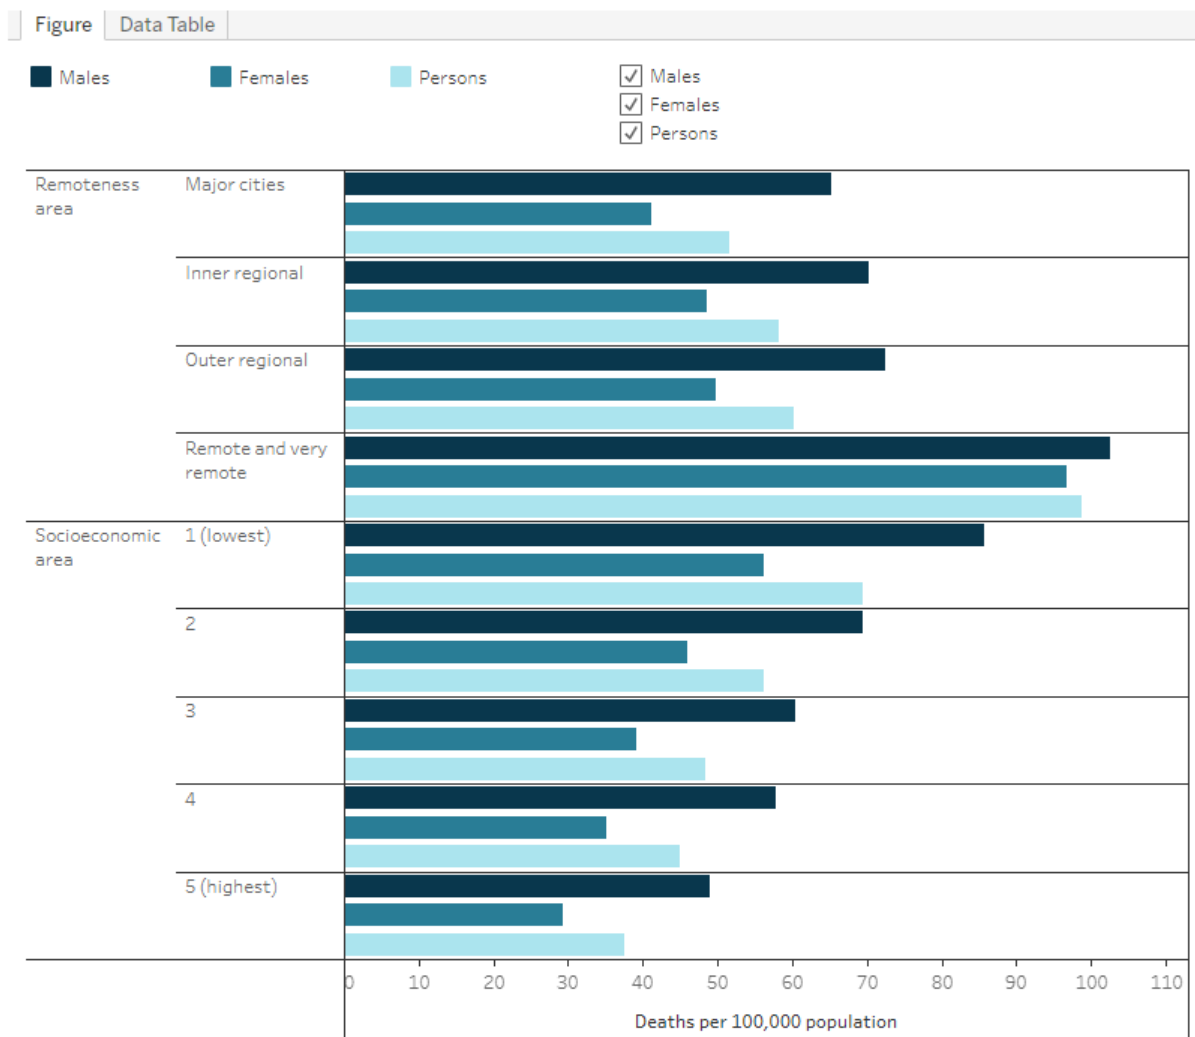 Figure Data Table
Males Females Persons
Males
Females
Persons
Remoteness
area
Major cities
Inner regional
Outer regional
Remote and very
remote
Socioeconomic
area
1 (lowest)
2
3
4
5 (highest)
0 10 20 30 40 50 60 70 80 90 100 110
Deaths per 100,000 population